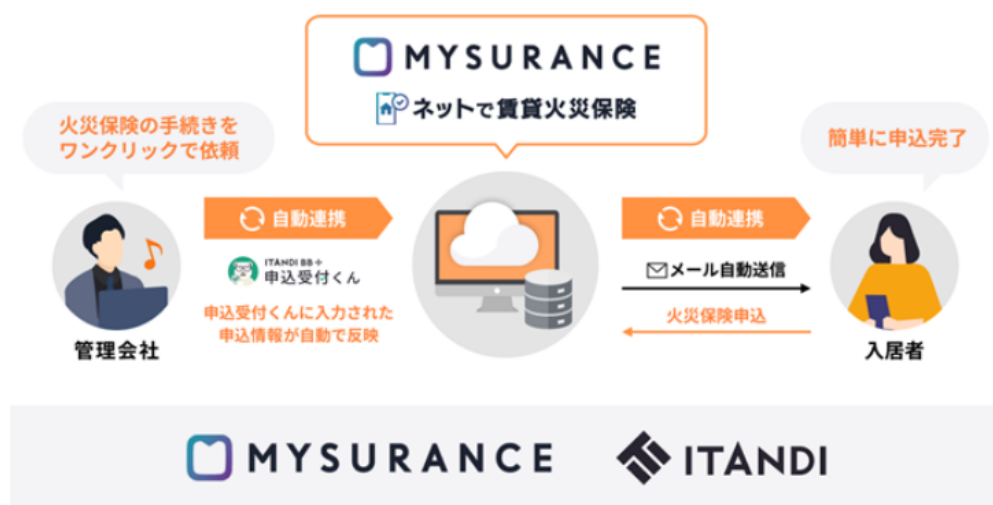 MYSURANCE
ネットで賃貸火災保険
火災保険の手続きを
ワンクリックで依頼
簡単に申込完了
自動連携
ITANDI BB+
申込受付くん
申込受付くんに入力された
申込情報が自動で反映
管理会社
自動連携
メール自動送信
火災保険申込
入居者
MYSURANCE
ITANDI